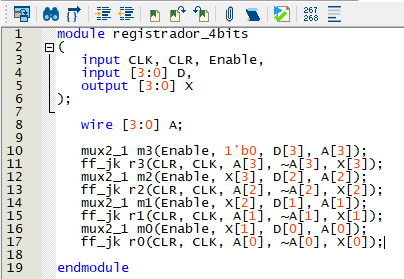 267
268
1 module registrador_4bits
2 (
3 input CLK, CLR, Enable,
4 input [3:0] D,
5 output [3:0] X
6 );
7
8 wire [3:0] A;
9
10 mux2_1 m3(Enable, 1'b0, D[3], A[3]);
11 ff_jk r3(CLR, CLK, A[3], ~A[3], X[3]);
12 mux2_1 m2(Enable, X[3], D[2], A[2]);
13 ff_jk r2(CLR, CLK, A[2], ~A[2], X[2]);
14 mux2_1 m1(Enable, X[2], D[1], A[1]);
15 ff_jk r1(CLR, CLK, A[1], ~A[1], X[1]);
16 mux2_1 m0(Enable, X[1], D[0], A[0]);
17 ff_jk r0(CLR, CLK, A[0], ~A[0], X[0]);
18
19 endmodule